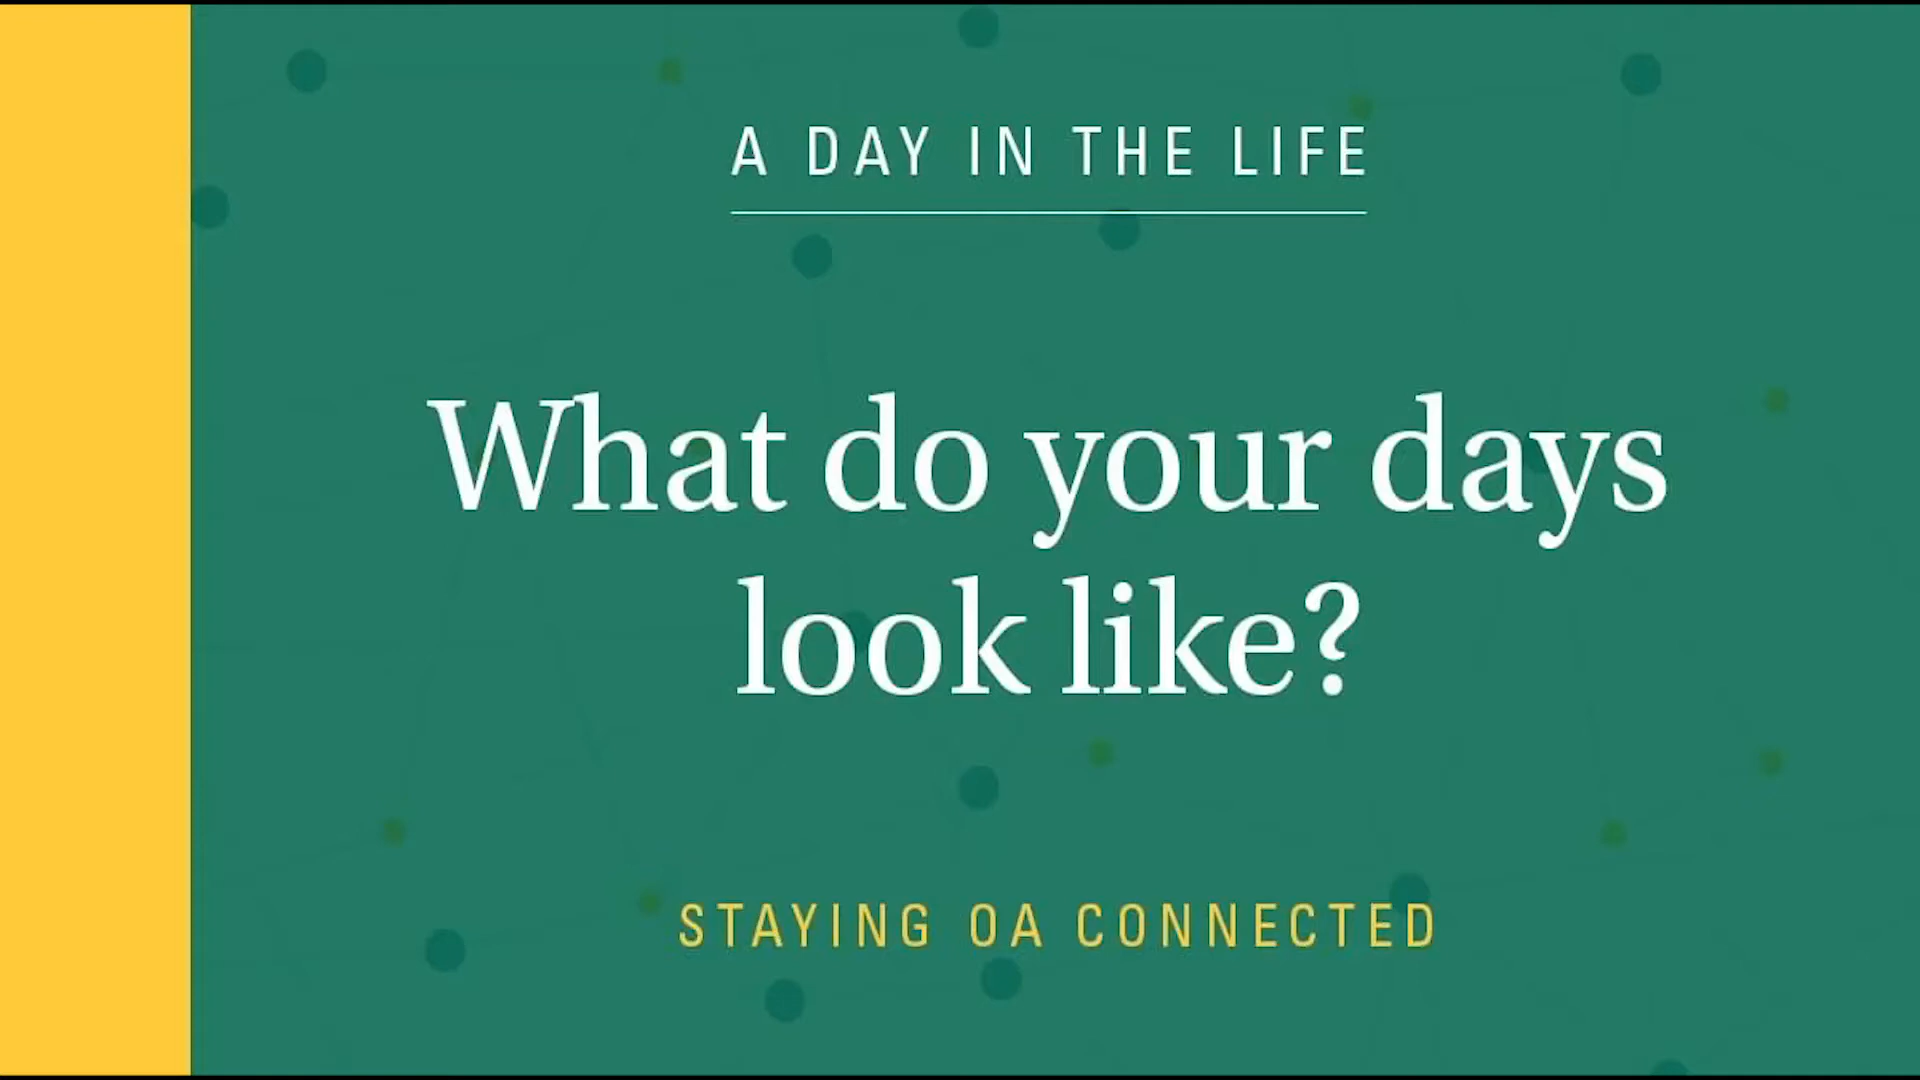 A DAY IN THE LIFE
What do your days
look like?
STAYING OA CONNECTED